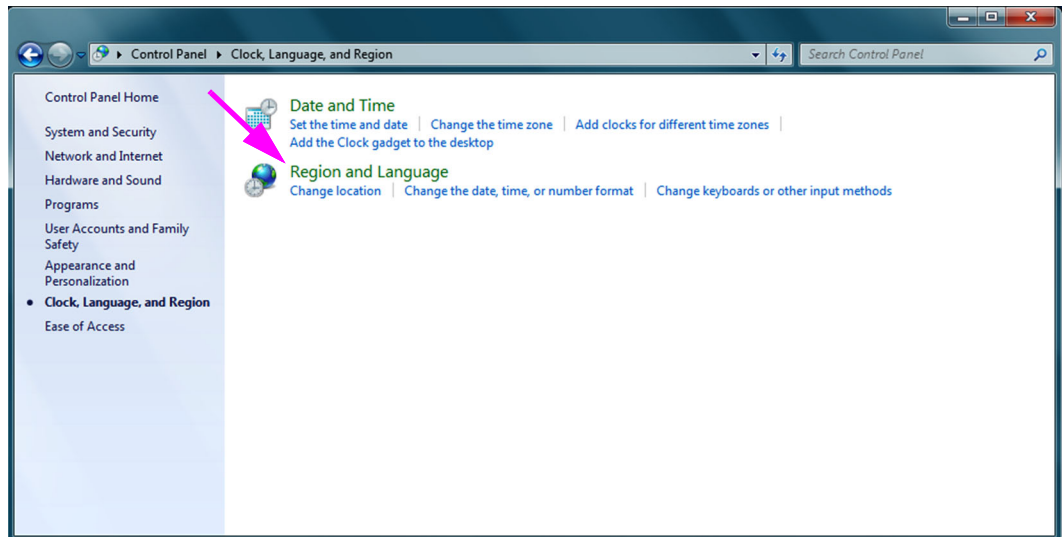 Control Panel ▸ Clock, Language, and Region
Search Control Panel
Control Panel Home
System and Security
Network and Internet
Hardware and Sound
Programs
User Accounts and Family
Safety
Appearance and
Personalization
Clock, Language, and Region
Ease of Access
Date and Time
Set the time and date | Change the time zone | Add clocks for different time zones |
Add the Clock gadget to the desktop
Region and Language
Change location | Change the date, time, or number format | Change keyboards or other input methods